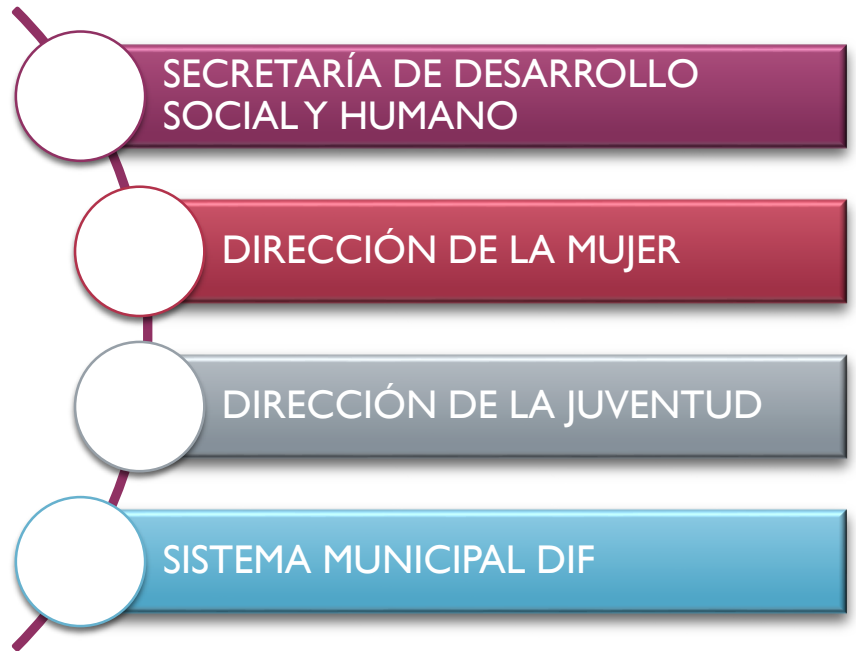 SECRETARÍA DE DESARROLLO
SOCIAL Y HUMANO
DIRECCIÓN DE LA MUJER
DIRECCIÓN DE LA JUVENTUD
SISTEMA MUNICIPAL DIF